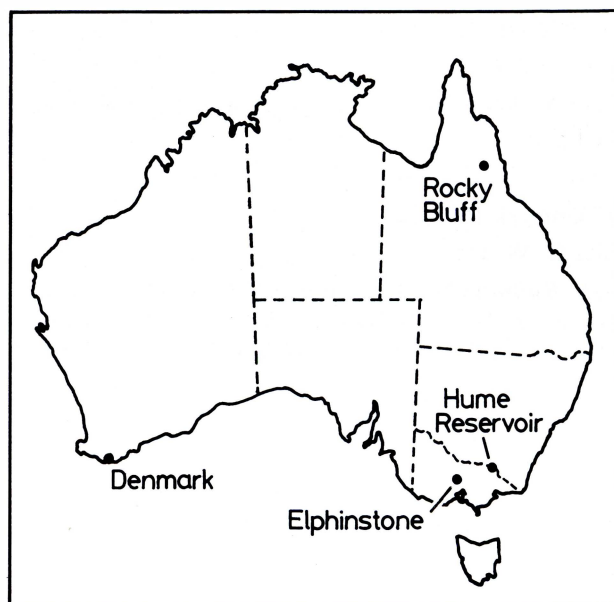 Rocky
Bluff
Hume
Reservoir
Denmark
Elphinstone